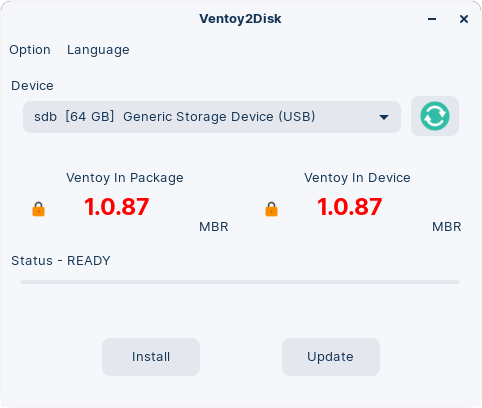 Ventoy2Disk
Option Language
Device
sdb [64 GB] Generic Storage Device (USB)
Ventoy In Package Ventoy In Device
1.0.87 1.0.87
MBR MBR
Status - READY
Install Update